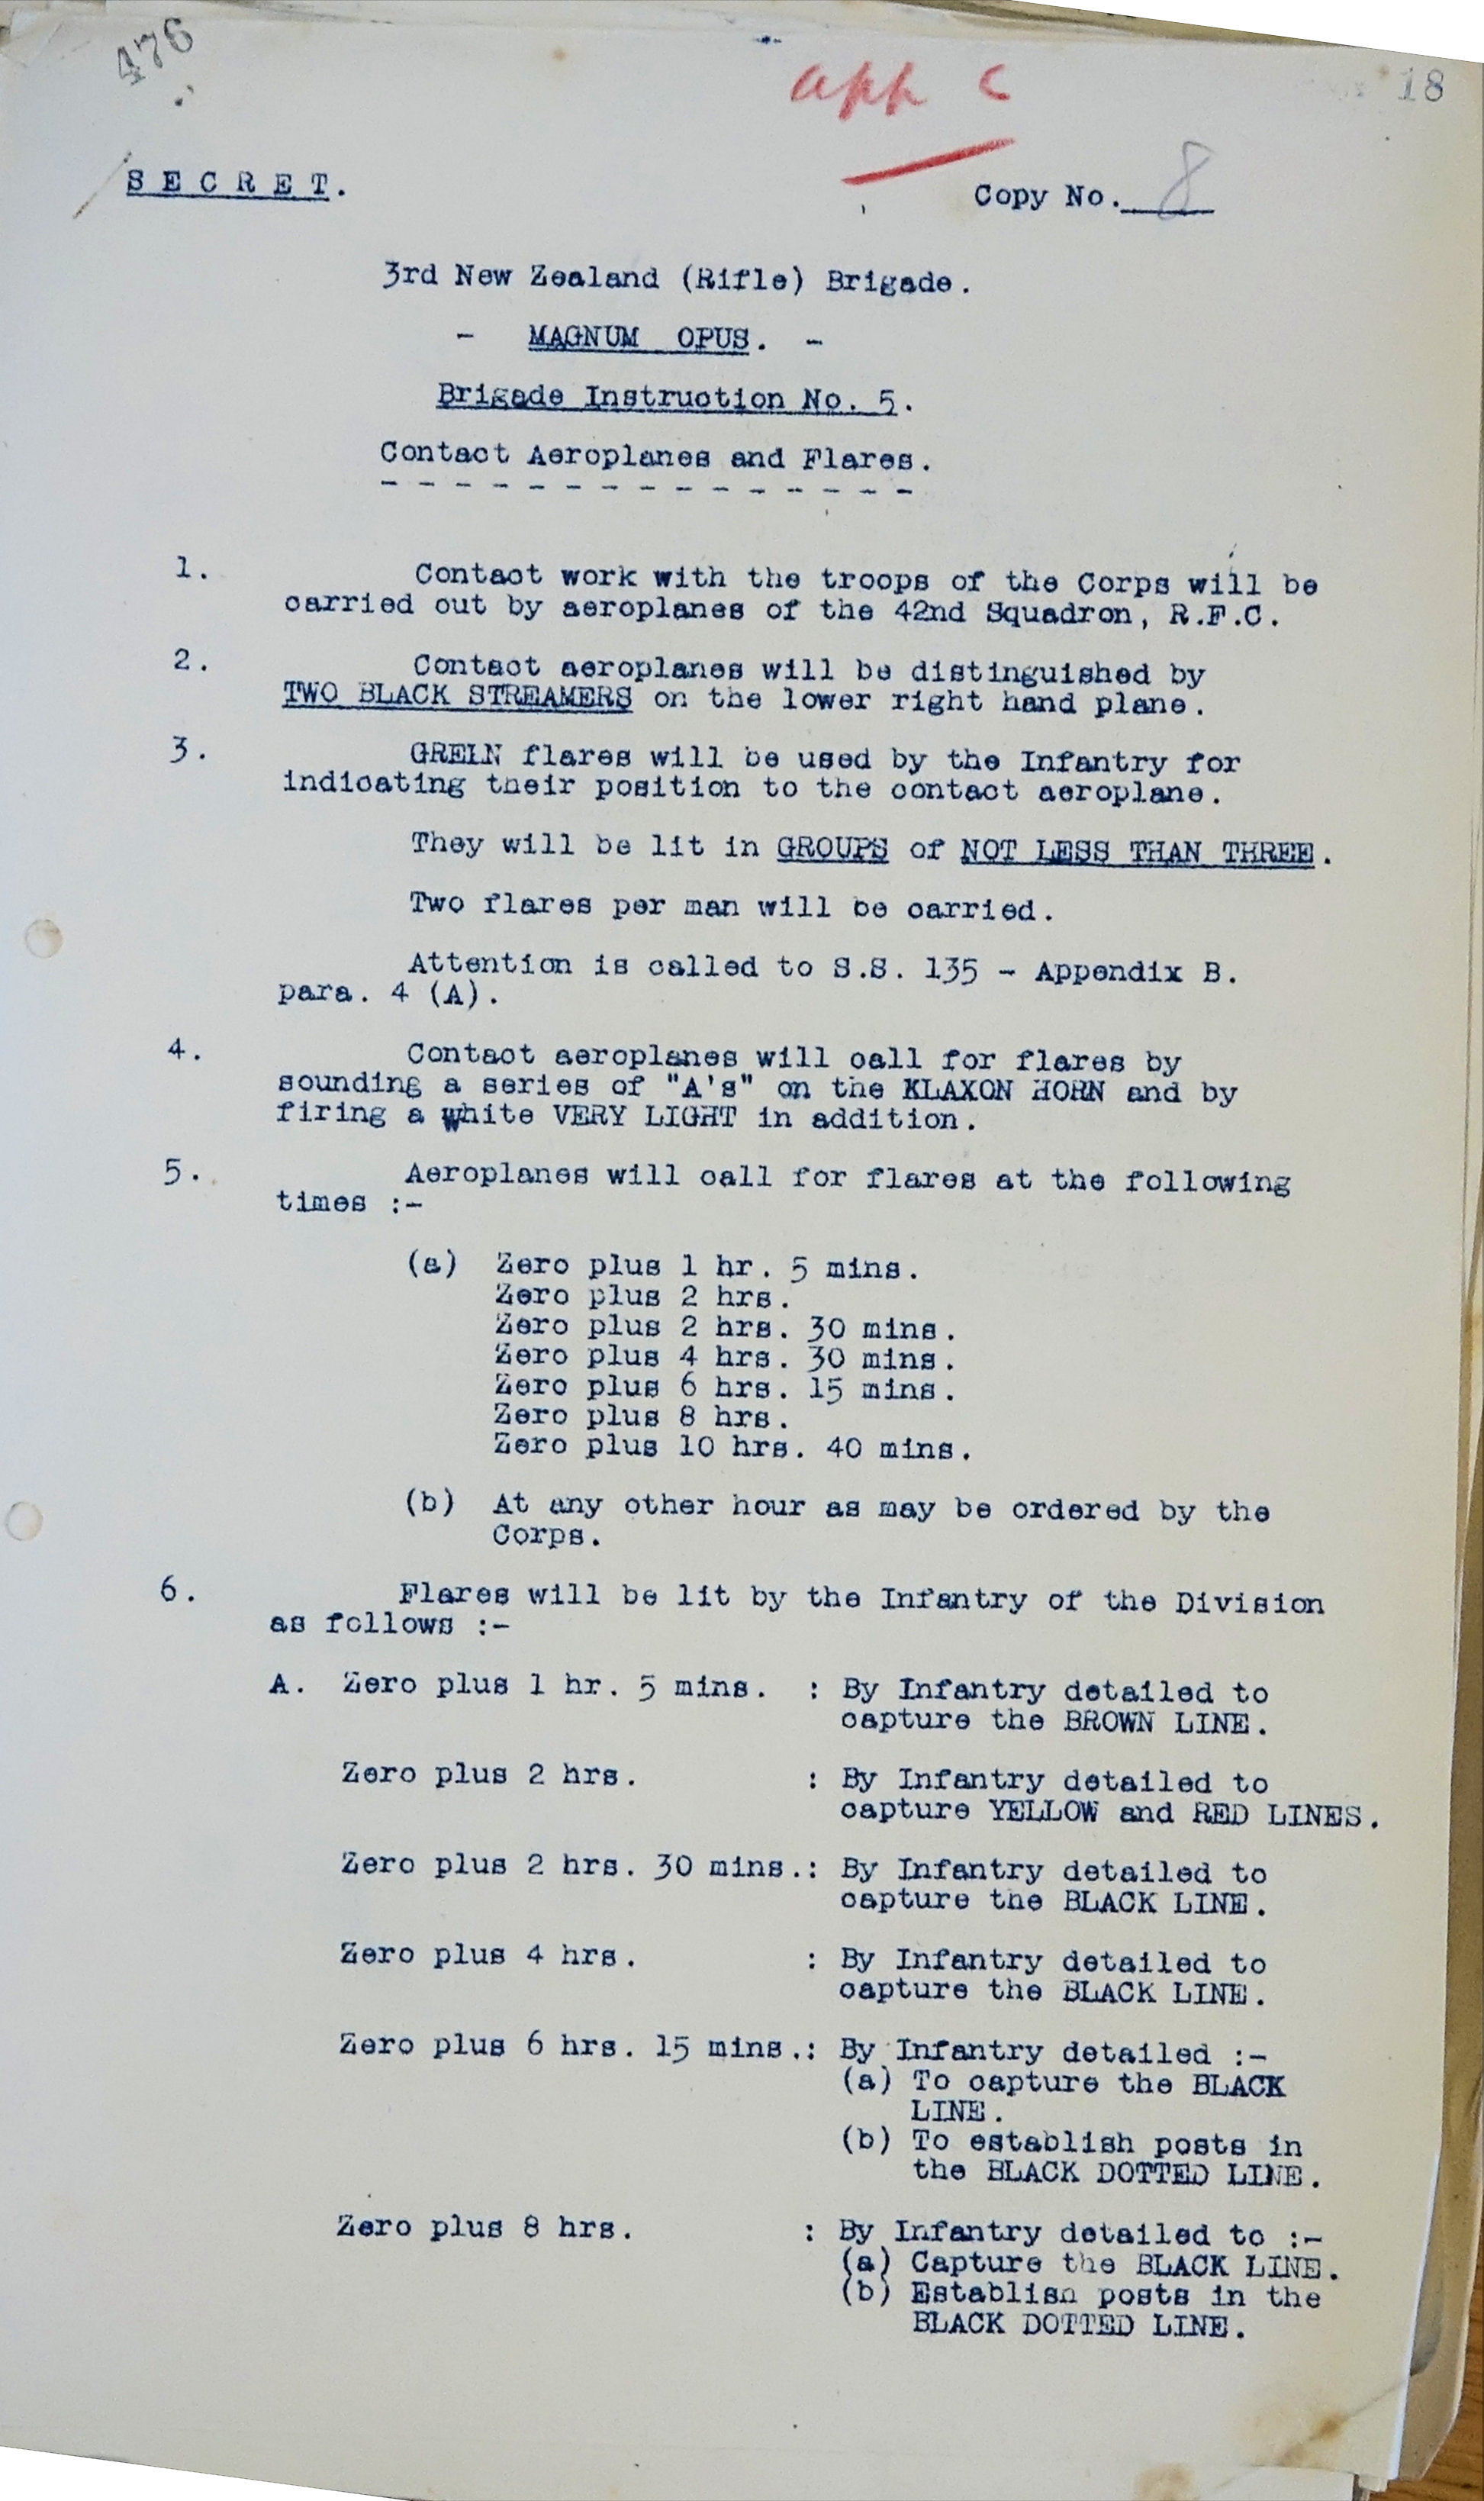 476
app C
18
SECRET.
Copy No. 8
3rd New Zealand (Rifle) Brigade.
- MAGNUM OPUS. -
Brigade Instruction No. 5.
Contact Aeroplanes and Flares.
- - - - - - - - - - - - - - -
1. Contact work with the troops of the Corps will be
carried out by aeroplanes of the 42nd Squadron, R.F.C.
2. Contact aeroplanes will be distinguished by
TWO BLACK STREAMERS on the lower right hand plane.
3. GREEN flares will be used by the Infantry for
indicating their position to the contact aeroplane.
They will be lit in GROUPS of NOT LESS THAN THREE.
Two flares per man will be carried.
Attention is called to S.S. 135 - Appendix B.
para. 4 (A).
4. Contact aeroplanes will call for flares by
sounding a series of "A's" on the KLAXON HORN and by
firing a white VERY LIGHT in addition.
5. Aeroplanes will call for flares at the following
times :-
(a) Zero plus 1 hr. 5 mins.
Zero plus 2 hrs.
Zero plus 2 hrs. 30 mins.
Zero plus 4 hrs. 30 mins.
Zero plus 6 hrs. 15 mins.
Zero plus 8 hrs.
Zero plus 10 hrs. 40 mins.
(b) At any other hour as may be ordered by the
Corps.
6. Flares will be lit by the Infantry of the Division
as follows :-
A. Zero plus 1 hr. 5 mins. : By Infantry detailed to
capture the BROWN LINE.
Zero plus 2 hrs. : By Infantry detailed to
capture YELLOW and RED LINES.
Zero plus 2 hrs. 30 mins.: By Infantry detailed to
capture the BLACK LINE.
Zero plus 4 hrs. : By Infantry detailed to
capture the BLACK LINE.
Zero plus 6 hrs. 15 mins.: By Infantry detailed :-
(a) To capture the BLACK
LINE.
(b) To establish posts in
the BLACK DOTTED LINE.
Zero plus 8 hrs. : By Infantry detailed to :-
(a) Capture the BLACK LINE.
(b) Establish posts in the
BLACK DOTTED LINE.